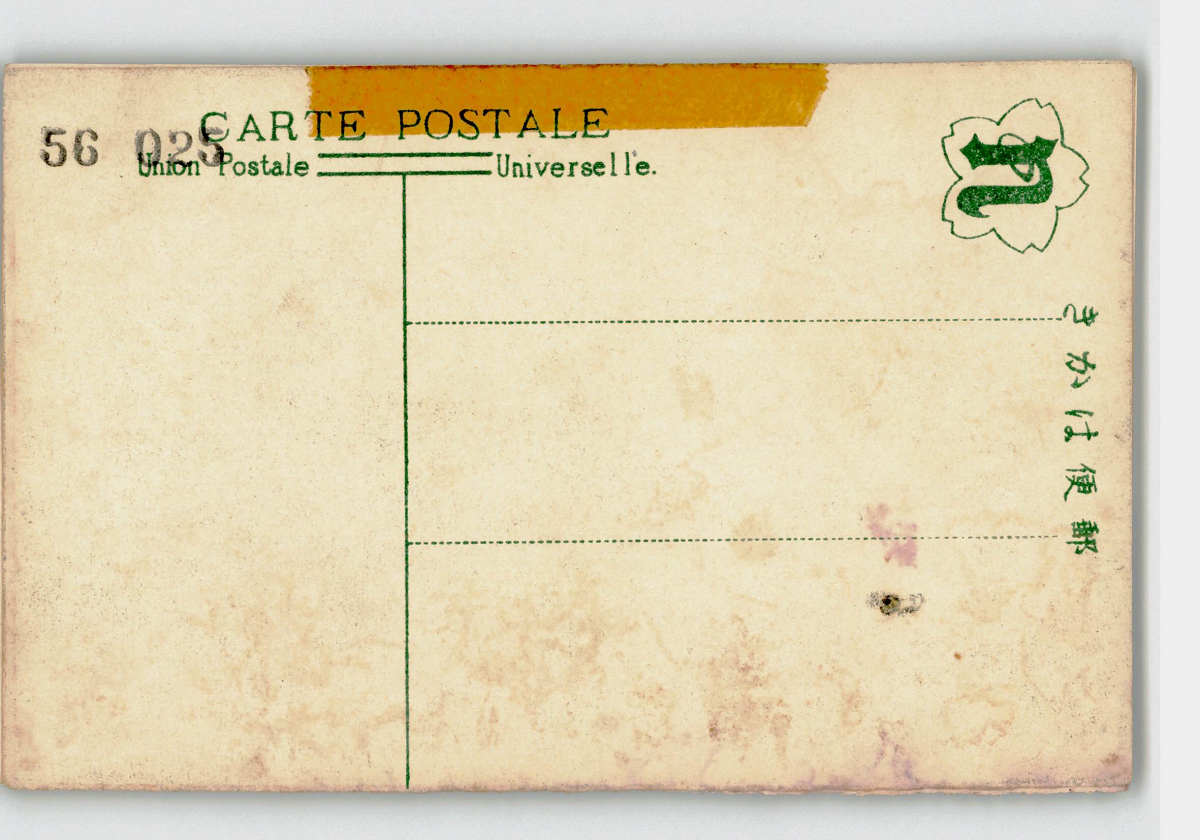 56 025
CARTE POSTALE
Union Postale Universelle.
郵便はかき